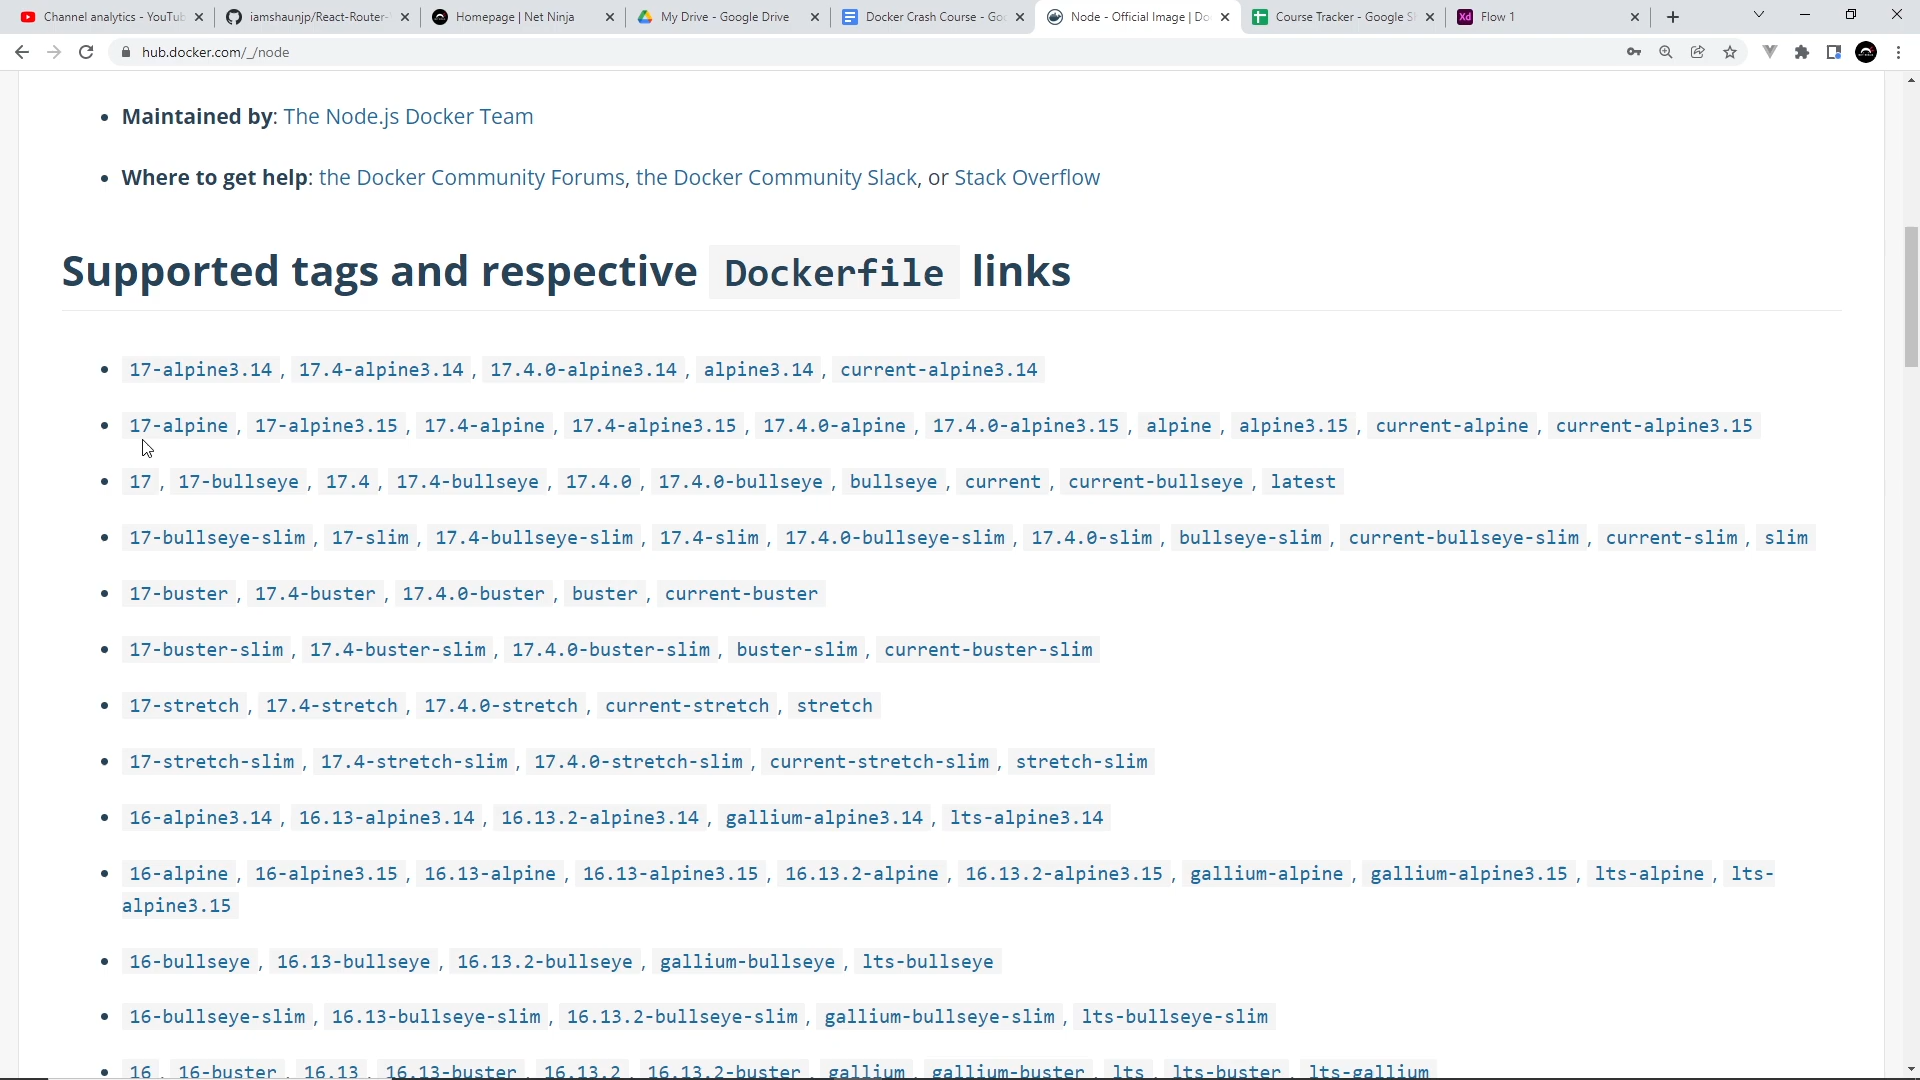 Channel analytics - YouTu
iamshaunjp/React-Router-
Homepage | Net Ninja
My Drive - Google Drive
Docker Crash Course - Go
Node - Official Image | Do
Course Tracker - Google S
Xd Flow 1
hub.docker.com/_/node
• Maintained by: The Node.js Docker Team
• Where to get help: the Docker Community Forums, the Docker Community Slack, or Stack Overflow
Supported tags and respective Dockerfile links
• 17-alpine3.14, 17.4-alpine3.14, 17.4.0-alpine3.14, alpine3.14, current-alpine3.14
• 17-alpine, 17-alpine3.15, 17.4-alpine, 17.4-alpine3.15, 17.4.0-alpine, 17.4.0-alpine3.15, alpine, alpine3.15, current-alpine, current-alpine3.15
• 17, 17-bullseye, 17.4, 17.4-bullseye, 17.4.0, 17.4.0-bullseye, bullseye, current, current-bullseye, latest
• 17-bullseye-slim, 17-slim, 17.4-bullseye-slim, 17.4-slim, 17.4.0-bullseye-slim, 17.4.0-slim, bullseye-slim, current-bullseye-slim, current-slim, slim
• 17-buster, 17.4-buster, 17.4.0-buster, buster, current-buster
• 17-buster-slim, 17.4-buster-slim, 17.4.0-buster-slim, buster-slim, current-buster-slim
• 17-stretch, 17.4-stretch, 17.4.0-stretch, current-stretch, stretch
• 17-stretch-slim, 17.4-stretch-slim, 17.4.0-stretch-slim, current-stretch-slim, stretch-slim
• 16-alpine3.14, 16.13-alpine3.14, 16.13.2-alpine3.14, gallium-alpine3.14, lts-alpine3.14
• 16-alpine, 16-alpine3.15, 16.13-alpine, 16.13-alpine3.15, 16.13.2-alpine, 16.13.2-alpine3.15, gallium-alpine, gallium-alpine3.15, lts-alpine, lts-
alpine3.15
• 16-bullseye, 16.13-bullseye, 16.13.2-bullseye, gallium-bullseye, lts-bullseye
• 16-bullseye-slim, 16.13-bullseye-slim, 16.13.2-bullseye-slim, gallium-bullseye-slim, lts-bullseye-slim
• 16, 16-buster, 16.13, 16.13-buster, 16.13.2, 16.13.2-buster, gallium, gallium-buster, lts, lts-buster, lts-gallium